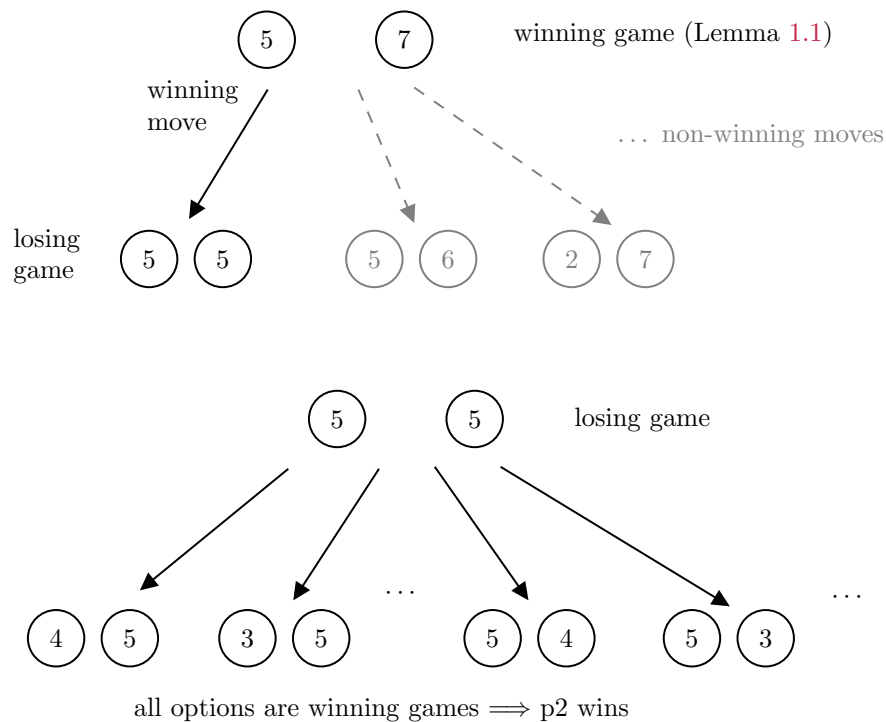 5 7 winning game (Lemma 1.1)
winning
move
... non-winning moves
losing
game
5 5 5 6 2 7
5 5 losing game
...
...
4 5 3 5 5 4 5 3
all options are winning games ⟹ p2 wins